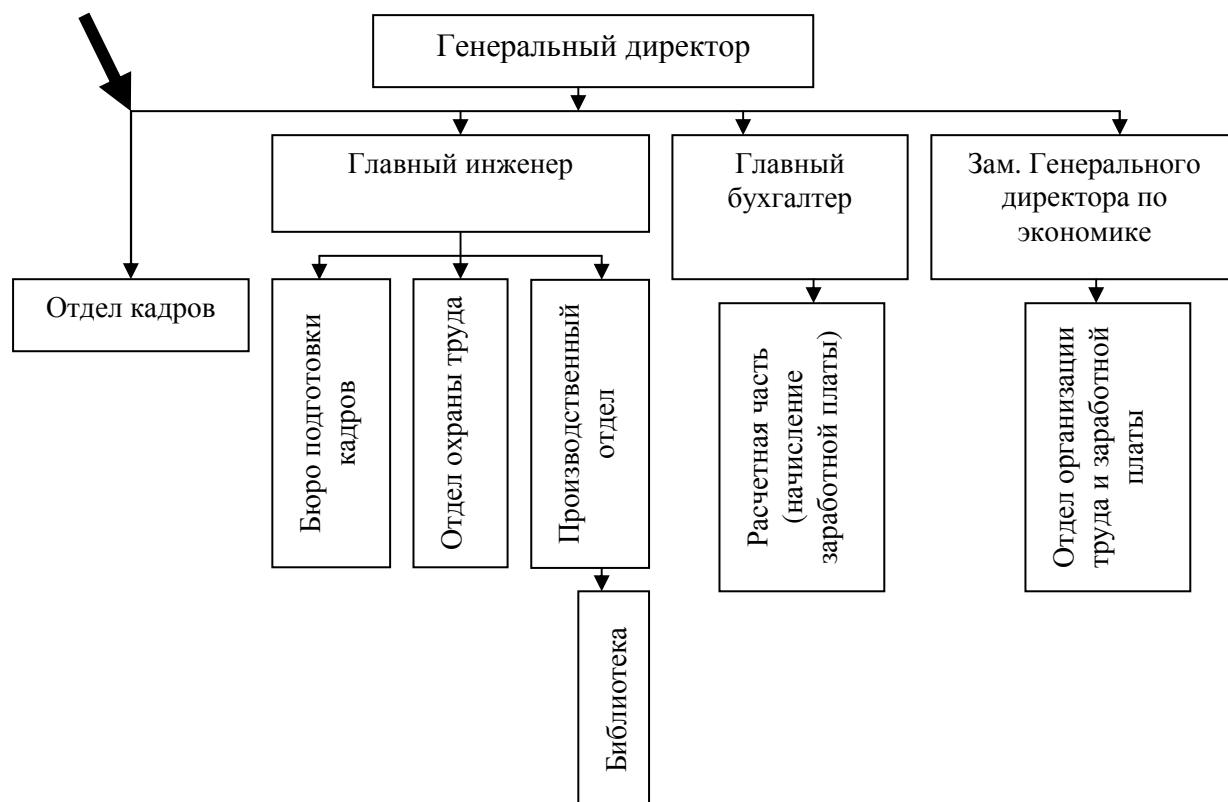 Генеральный директор
Главный инженер
Главный
бухгалтер
Зам. Генерального
директора по
экономике
Отдел кадров
Бюро подготовки
кадров
Отдел охраны труда
Производственный
отдел
Расчетная часть
(начисление
заработной платы)
Отдел организации
труда и заработной
платы
Библиотека